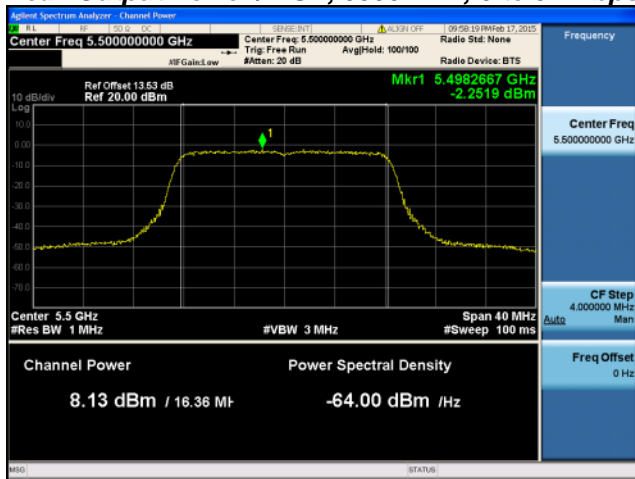 Agilent Spectrum Analyzer - Channel Power
RL RF 50 Ω DC SENSE:INT ALIGN OFF 09:58:19 PM Feb 17, 2015
Center Freq 5.500000000 GHz
Center Freq: 5.500000000 GHz
Radio Std: None
Trig: Free Run Avg|Hold: 100/100
#IFGain:Low #Atten: 20 dB Radio Device: BTS
Frequency
Ref Offset 13.53 dB
10 dB/div Ref 20.00 dBm
Mkr1 5.4982667 GHz
-2.2519 dBm
Log
10.0
0.00
-10.0
-20.0
-30.0
-40.0
-50.0
-60.0
-70.0
1
Center 5.5 GHz Span 40 MHz
#Res BW 1 MHz #VBW 3 MHz #Sweep 100 ms
Channel Power Power Spectral Density
8.13 dBm / 16.36 MH -64.00 dBm /Hz
Center Freq
5.500000000 GHz
CF Step
4.000000 MHz
Auto Man
Freq Offset
0 Hz
MSG STATUS